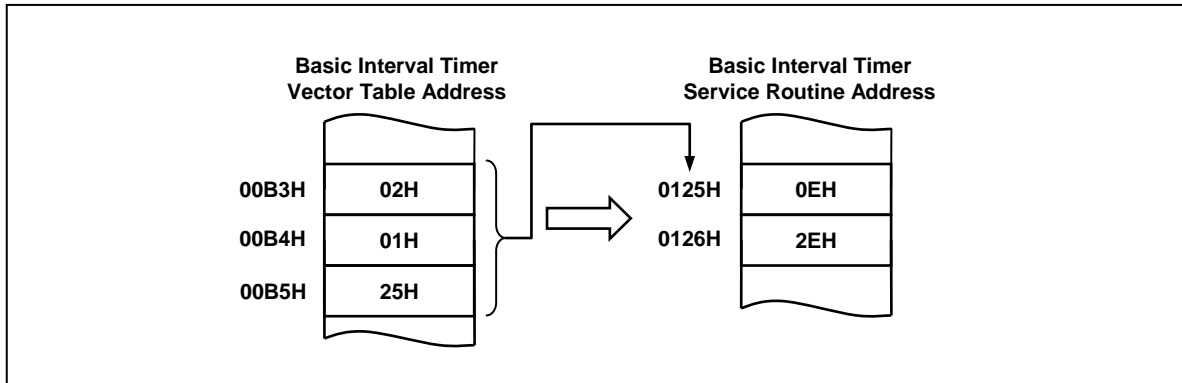 Basic Interval Timer
Vector Table Address
Basic Interval Timer
Service Routine Address
00B3H 02H
00B4H 01H
00B5H 25H
0125H 0EH
0126H 2EH